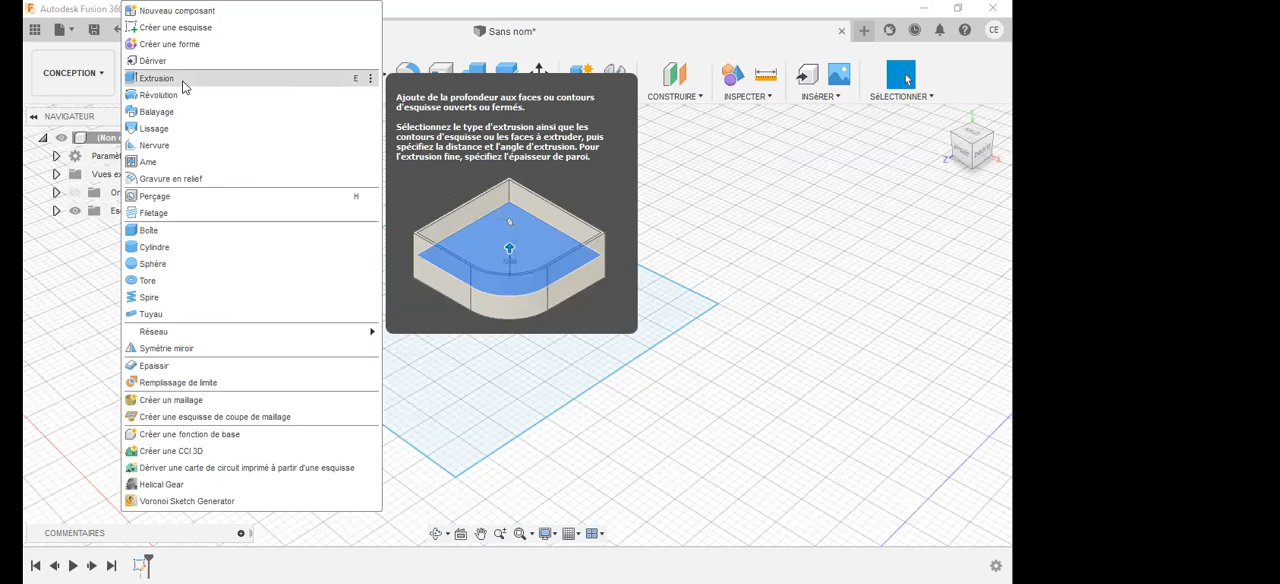 Autodesk Fusion 360
Sans nom*
CE
CONCEPTION
CONSTRUIRE
INSPECTER
INSÉRER
SÉLECTIONNER
NAVIGATEUR
(Non
Paramè
Vues e
Or
Es
Nouveau composant
Créer une esquisse
Créer une forme
Dériver
Extrusion E
Révolution
Balayage
Lissage
Nervure
Ame
Gravure en relief
Perçage H
Filetage
Boîte
Cylindre
Sphère
Tore
Spire
Tuyau
Réseau
Symétrie miroir
Epaissir
Remplissage de limite
Créer un maillage
Créer une esquisse de coupe de maillage
Créer une fonction de base
Créer une CCI 3D
Dériver une carte de circuit imprimé à partir d'une esquisse
Helical Gear
Voronoi Sketch Generator
Ajoute de la profondeur aux faces ou contours
d'esquisse ouverts ou fermés.
Sélectionnez le type d'extrusion ainsi que les
contours d'esquisse ou les faces à extruder, puis
spécifiez la distance et l'angle d'extrusion. Pour
l'extrusion fine, spécifiez l'épaisseur de paroi.
Z
X
COMMENTAIRES